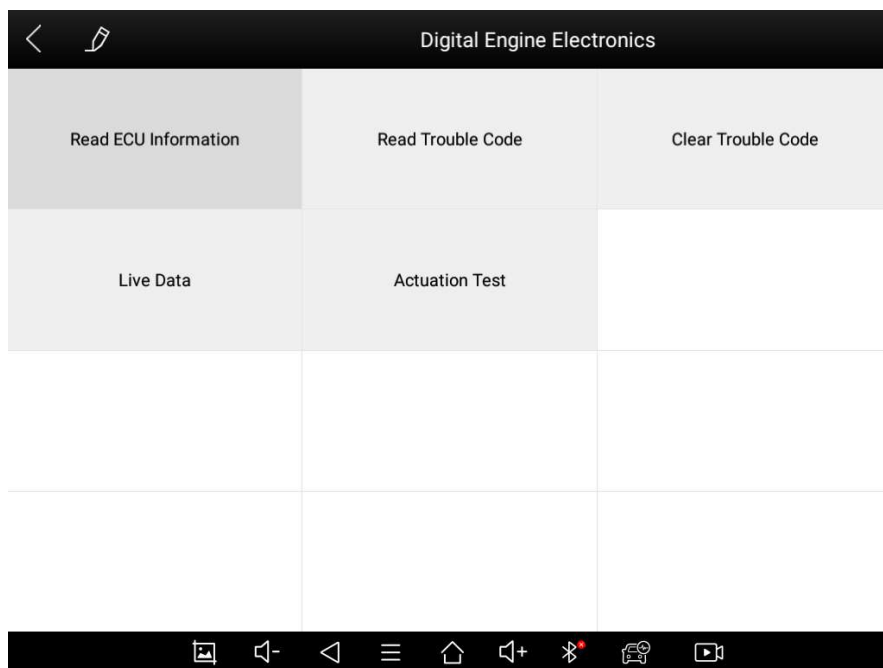 Digital Engine Electronics
Read ECU Information
Read Trouble Code
Clear Trouble Code
Live Data
Actuation Test